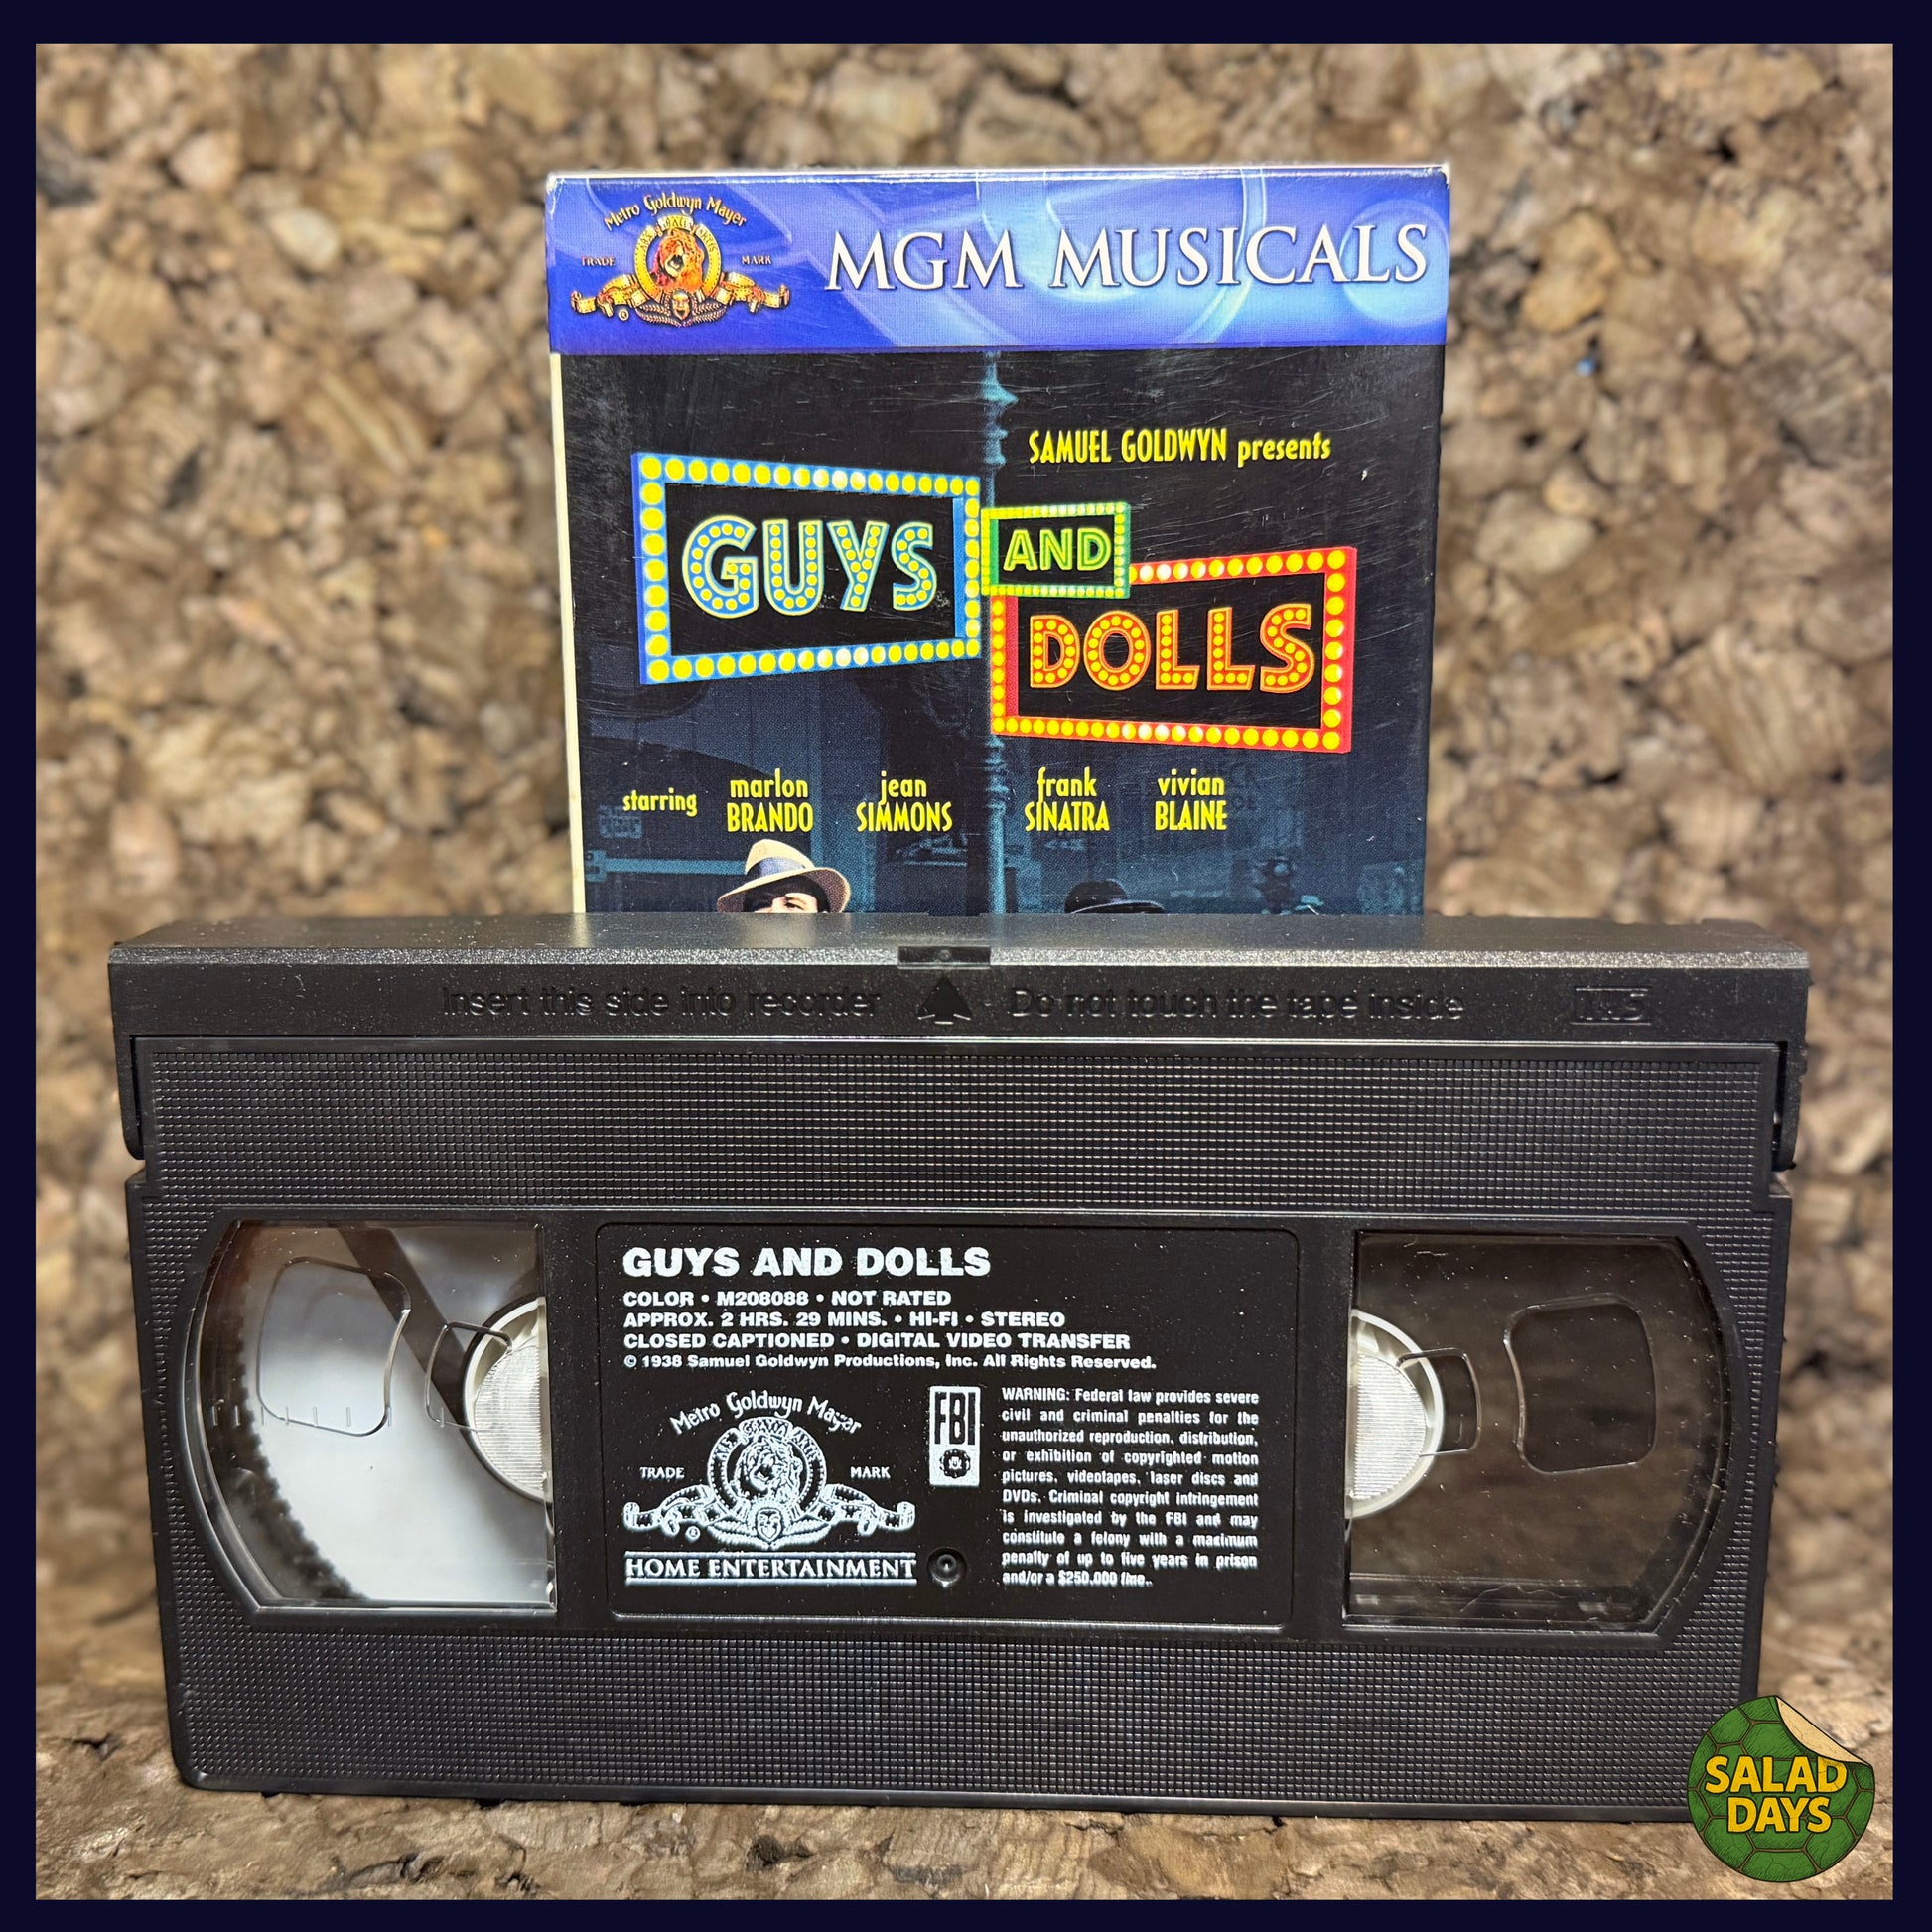 Metro Goldwyn Mayer
TRADE MARK
MGM MUSICALS
SAMUEL GOLDWYN presents
GUYS
AND
DOLLS
starring
marlon BRANDO
jean SIMMONS
frank SINATRA
vivian BLAINE
Insert this side into recorder Do not touch the tape inside VHS
GUYS AND DOLLS
COLOR • M208088 • NOT RATED
APPROX. 2 HRS. 29 MINS. • HI-FI • STEREO
CLOSED CAPTIONED • DIGITAL VIDEO TRANSFER
© 1938 Samuel Goldwyn Productions, Inc. All Rights Reserved.
Metro Goldwyn Mayer
TRADE MARK
®
HOME ENTERTAINMENT
FBI
WARNING: Federal law provides severe
civil and criminal penalties for the
unauthorized reproduction, distribution,
or exhibition of copyrighted motion
pictures, videotapes, laser discs and
DVDs. Criminal copyright infringement
is investigated by the FBI and may
constitute a felony with a maximum
penalty of up to five years in prison
and/or a $250,000 fine.
SALAD
DAYS